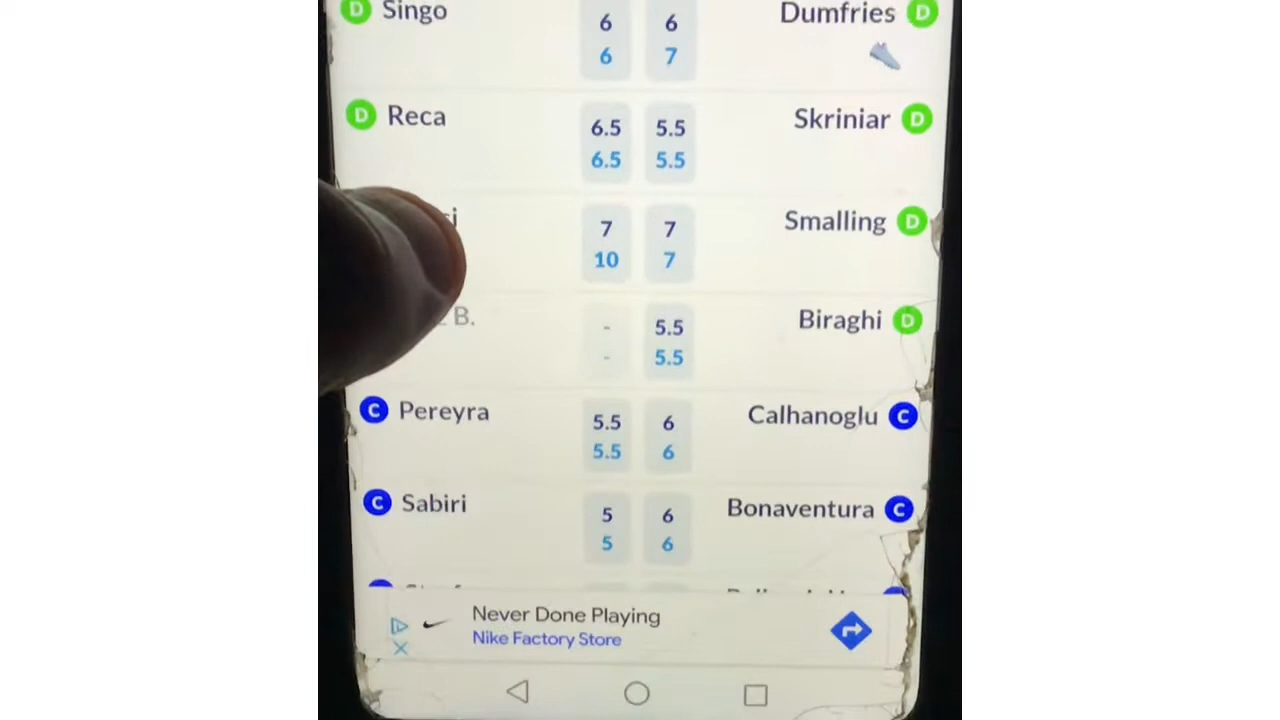 D Singo 6 6 Dumfries D
6 7
D Reca 6.5 5.5 Skriniar D
6.5 5.5
7 7 Smalling D
10 7
B. - 5.5 Biraghi D
- 5.5
C Pereyra 5.5 6 Calhanoglu C
5.5 6
C Sabiri 5 6 Bonaventura C
5 6
Never Done Playing
Nike Factory Store